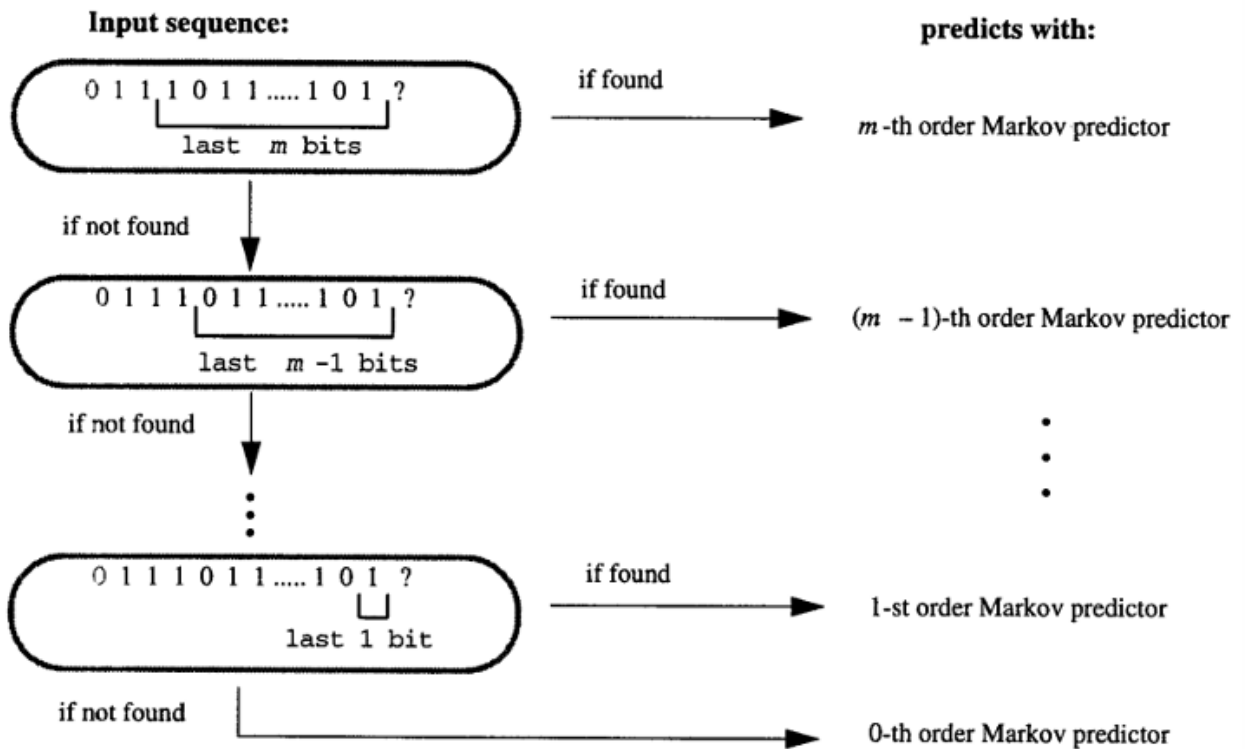 Input sequence:
predicts with:
0 1 1 1 0 1 1 ..... 1 0 1 ?
last m bits
if found
m -th order Markov predictor
if not found
0 1 1 1 0 1 1 ..... 1 0 1 ?
last m -1 bits
if found
(m - 1)-th order Markov predictor
if not found
0 1 1 1 0 1 1 ..... 1 0 1 ?
last 1 bit
if found
1-st order Markov predictor
if not found
0-th order Markov predictor